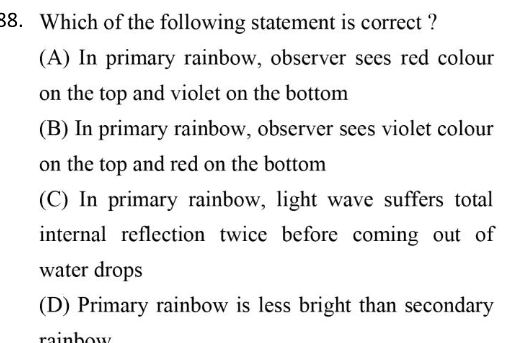 38. Which of the following statement is correct ?
(A) In primary rainbow, observer sees red colour
on the top and violet on the bottom
(B) In primary rainbow, observer sees violet colour
on the top and red on the bottom
(C) In primary rainbow, light wave suffers total
internal reflection twice before coming out of
water drops
(D) Primary rainbow is less bright than secondary
rainbow